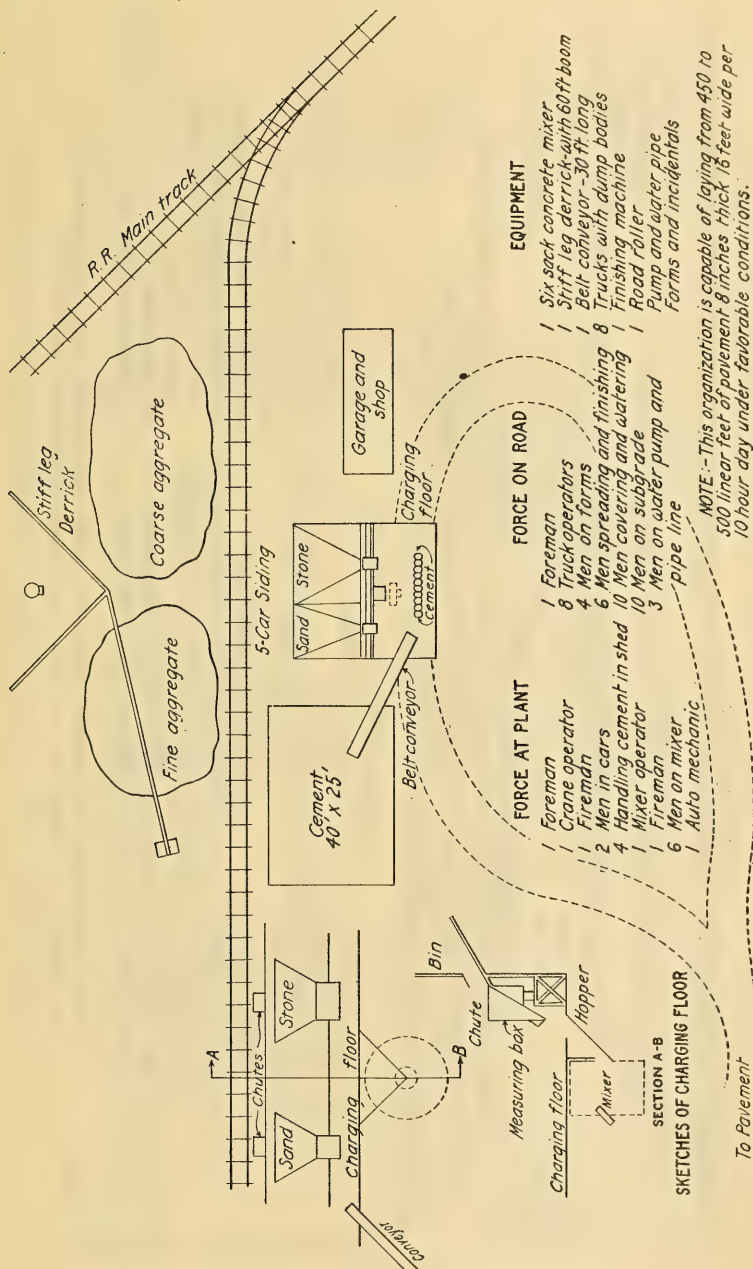 R.R. Main track
Stiff leg
Derrick
Coarse aggregate
Fine aggregate
5-Car Siding
Garage and
shop
Charging
floor
Sand
Stone
Cement
Belt conveyor
Cement
40' x 25'
A
Chutes
Sand
Stone
Charging floor
B
Conveyor
Bin
Chute
Measuring box
Hopper
Charging floor
Mixer
SECTION A-B
SKETCHES OF CHARGING FLOOR
To Pavement
FORCE AT PLANT
1 Foreman
1 Crane operator
1 Fireman
2 Men in cars
4 Handling cement in shed
1 Mixer operator
1 Fireman
6 Men on mixer
1 Auto mechanic
FORCE ON ROAD
1 Foreman
8 Truck operators
4 Men on forms
6 Men spreading and finishing
10 Men covering and watering
10 Men on subgrade
3 Men on water pump and
pipe line
EQUIPMENT
1 Six sack concrete mixer
1 Stiff leg derrick-with 60 ft boom
1 Belt conveyor-30 ft long
8 Trucks with dump bodies
1 Finishing machine
1 Road roller
Pump and water pipe
Forms and incidentals
NOTE:-This organization is capable of laying from 450 to
500 linear feet of pavement 8 inches thick 16 feet wide per
10 hour day under favorable conditions.